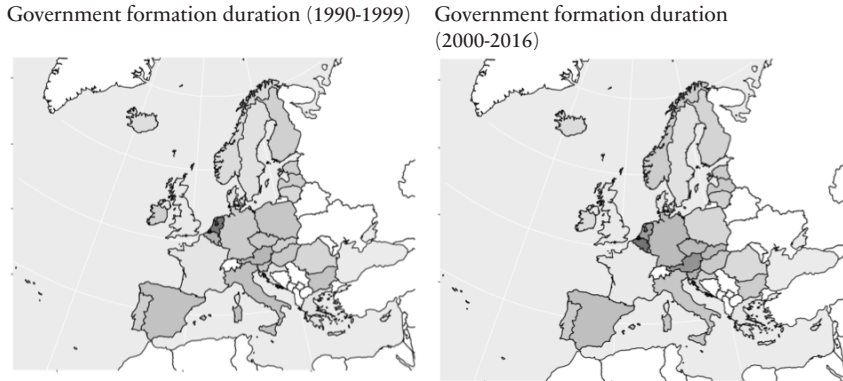 Government formation duration (1990-1999)
Government formation duration
(2000-2016)